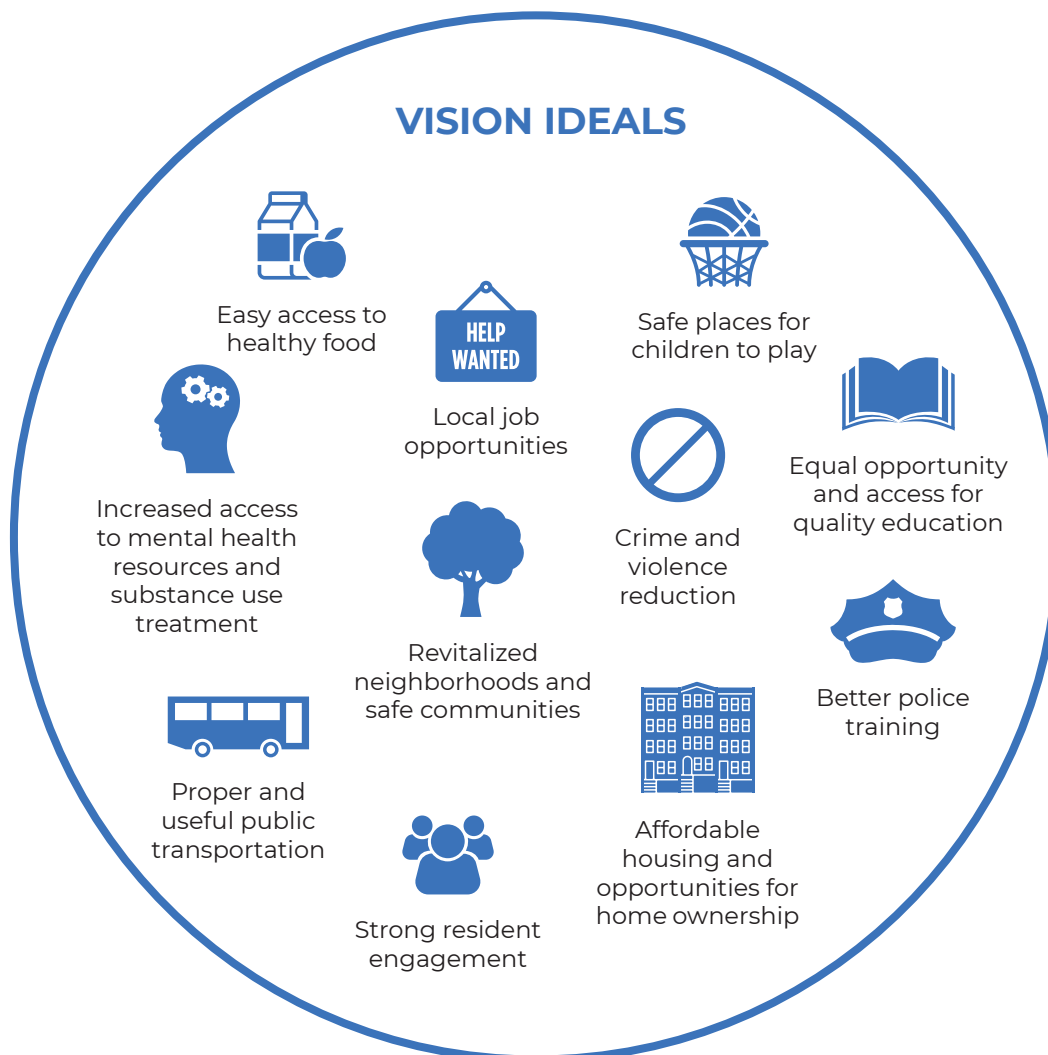 VISION IDEALS
Easy access to
healthy food
HELP
WANTED
Local job
opportunities
Safe places for
children to play
Increased access
to mental health
resources and
substance use
treatment
Revitalized
neighborhoods and
safe communities
Crime and
violence
reduction
Equal opportunity
and access for
quality education
Better police
training
Proper and
useful public
transportation
Strong resident
engagement
Affordable
housing and
opportunities for
home ownership